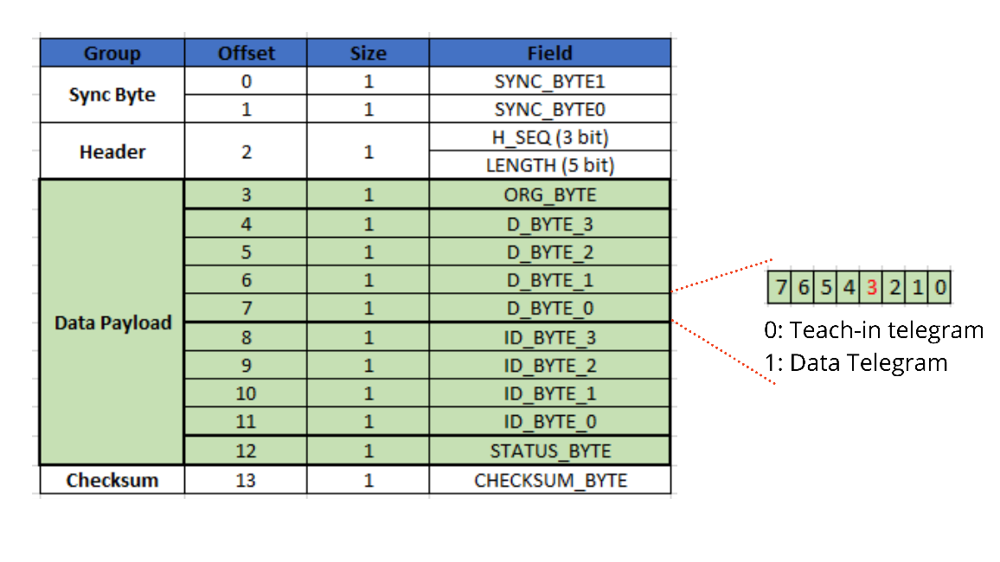 Group Offset Size Field
Sync Byte 0 1 SYNC_BYTE1
1 1 SYNC_BYTE0
Header 2 1 H_SEQ (3 bit)
LENGTH (5 bit)
Data Payload 3 1 ORG_BYTE
4 1 D_BYTE_3
5 1 D_BYTE_2
6 1 D_BYTE_1
7 1 D_BYTE_0
8 1 ID_BYTE_3
9 1 ID_BYTE_2
10 1 ID_BYTE_1
11 1 ID_BYTE_0
12 1 STATUS_BYTE
Checksum 13 1 CHECKSUM_BYTE
7 6 5 4 3 2 1 0
0: Teach-in telegram
1: Data Telegram